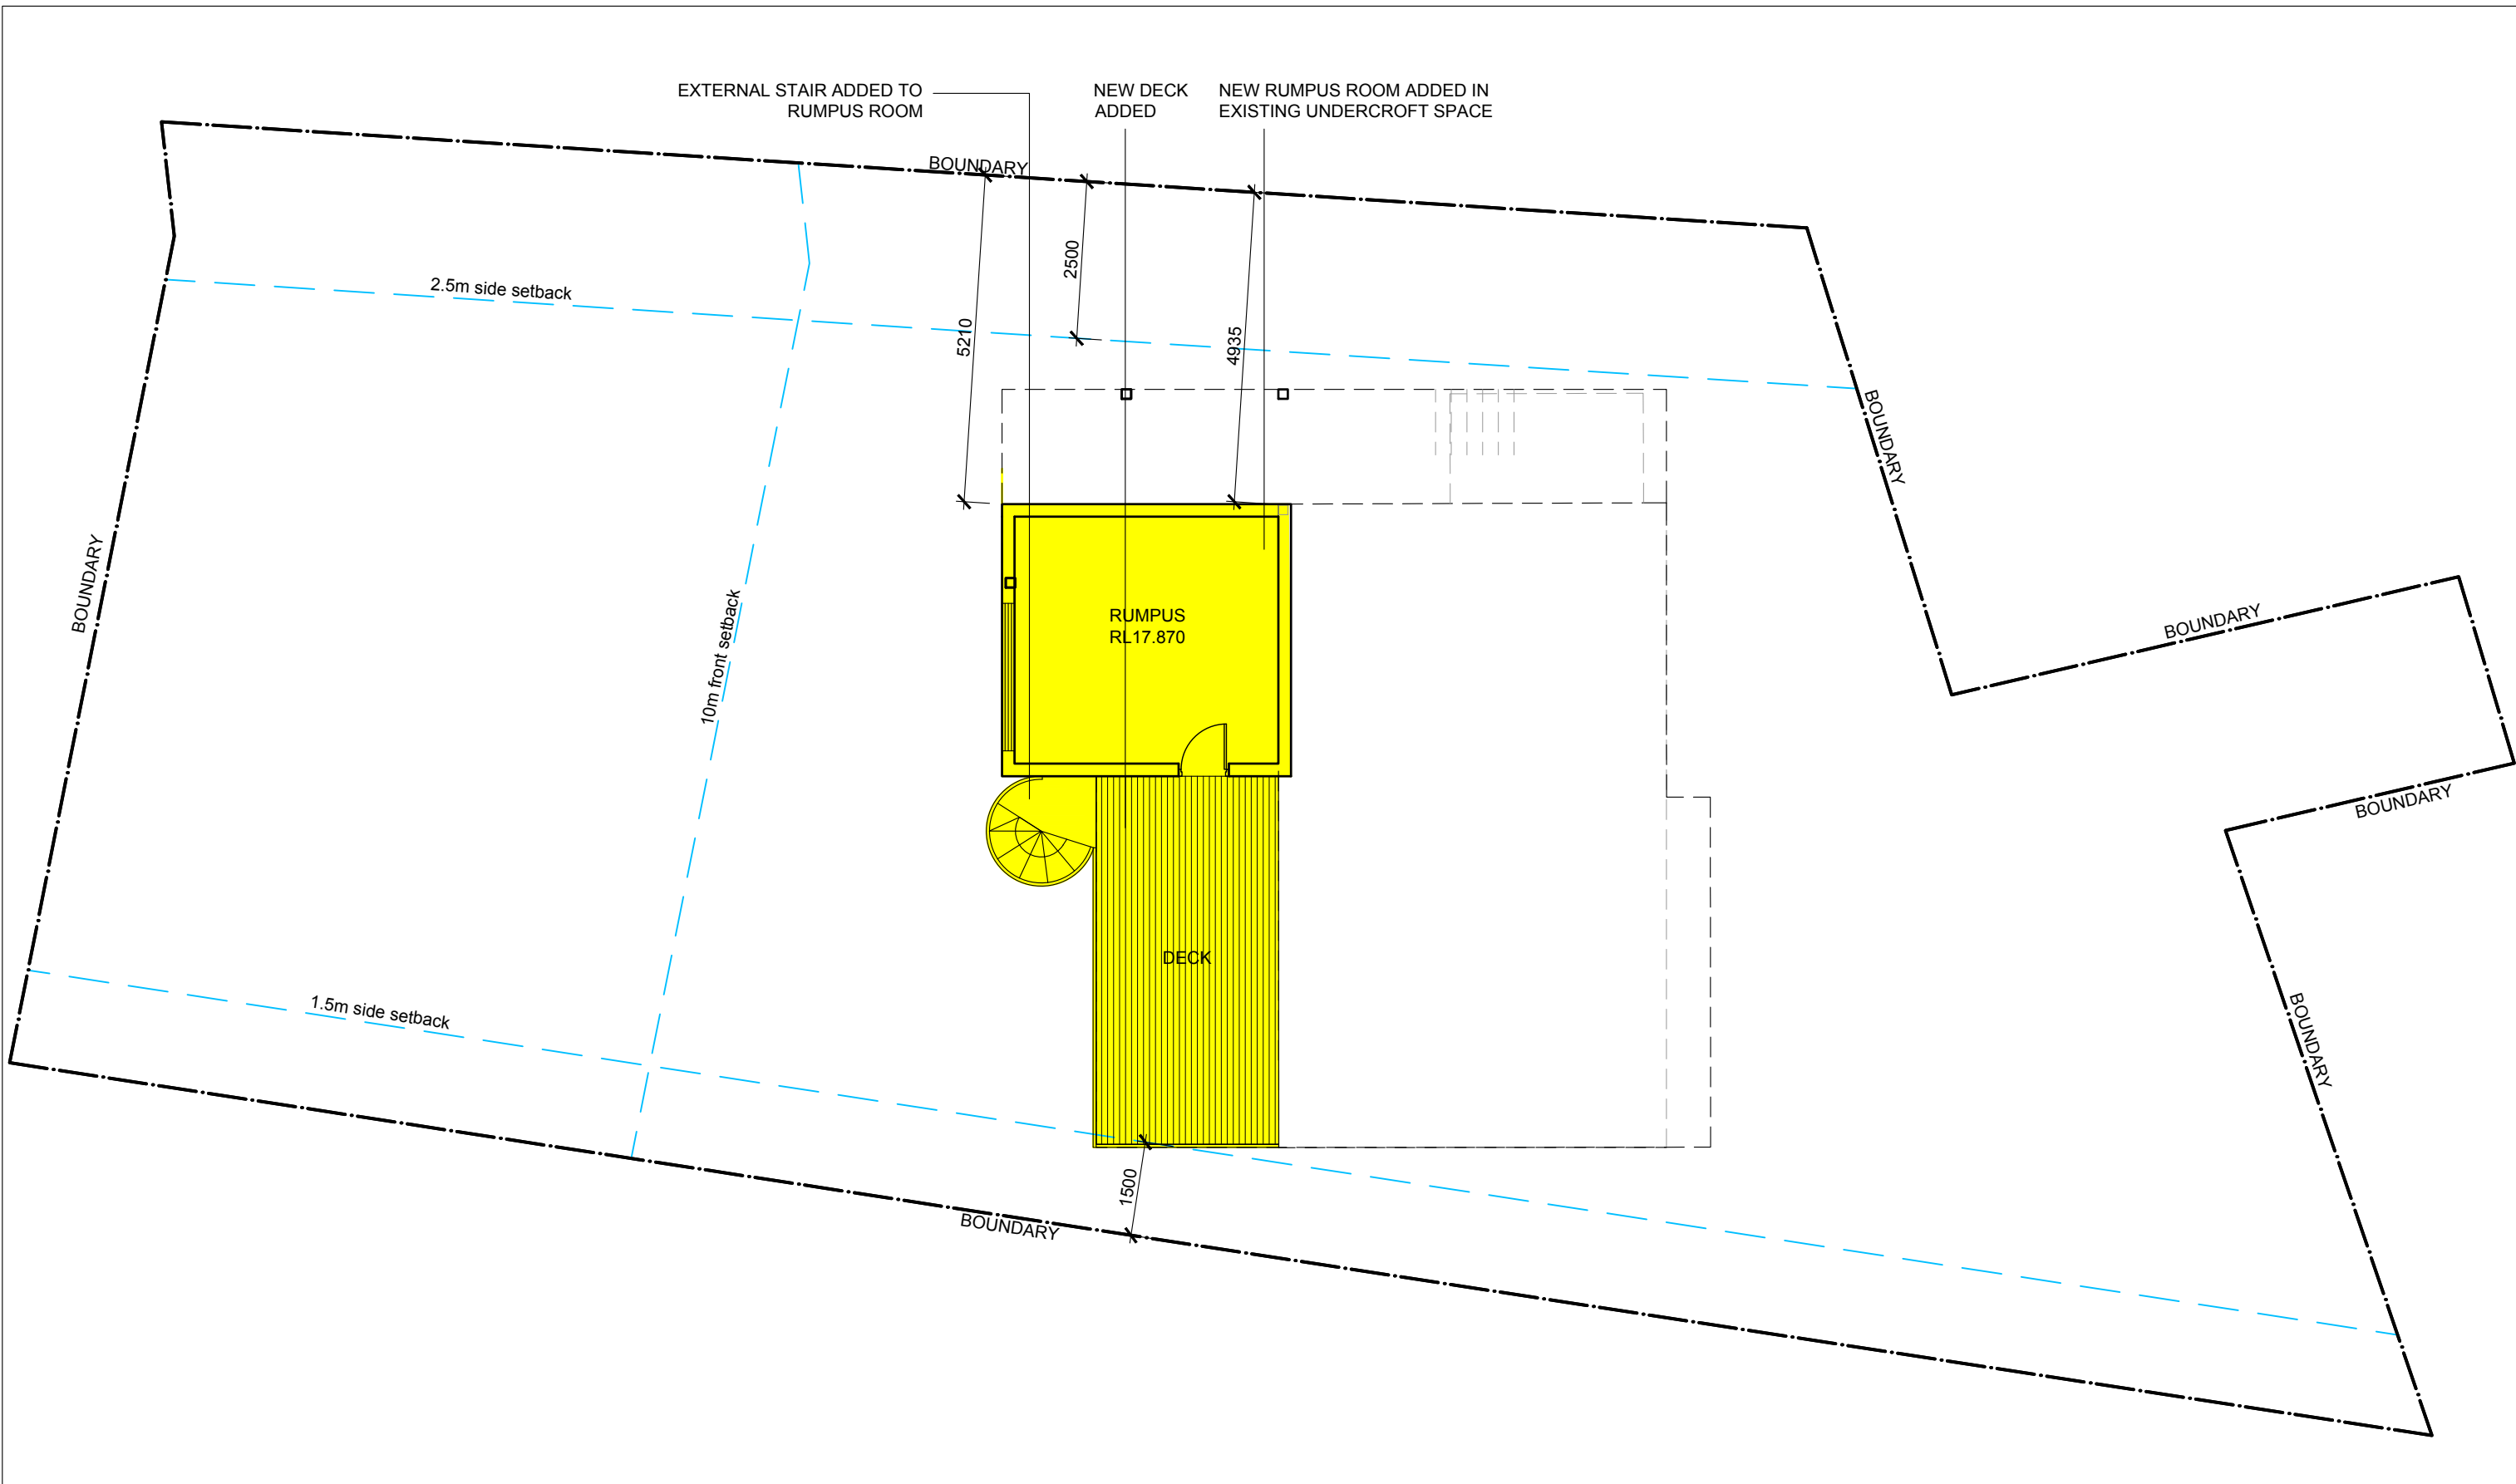 EXTERNAL STAIR ADDED TO
RUMPUS ROOM
NEW DECK
ADDED
NEW RUMPUS ROOM ADDED IN
EXISTING UNDERCROFT SPACE
BOUNDARY
2500
2.5m side setback
5210
4935
BOUNDARY
BOUNDARY
10m front setback
RUMPUS
RL17.870
BOUNDARY
BOUNDARY
DECK
1.5m side setback
BOUNDARY
1500
BOUNDARY